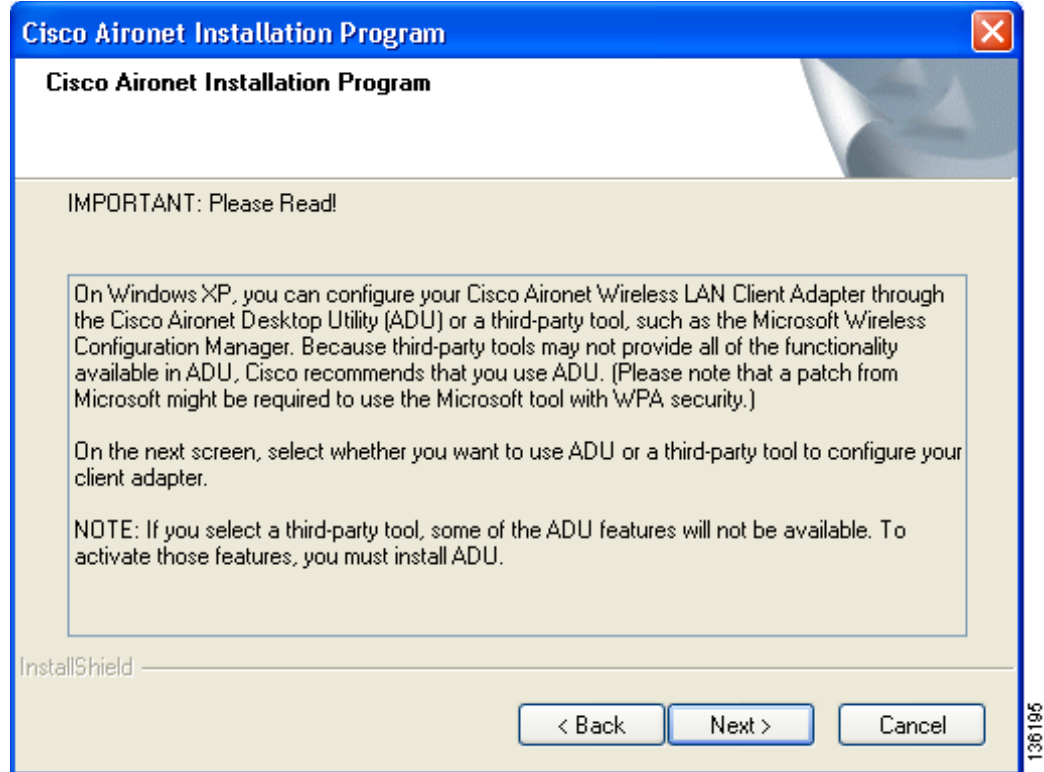 Cisco Aironet Installation Program
Cisco Aironet Installation Program
IMPORTANT: Please Read!
On Windows XP, you can configure your Cisco Aironet Wireless LAN Client Adapter through
the Cisco Aironet Desktop Utility (ADU) or a third-party tool, such as the Microsoft Wireless
Configuration Manager. Because third-party tools may not provide all of the functionality
available in ADU, Cisco recommends that you use ADU. (Please note that a patch from
Microsoft might be required to use the Microsoft tool with WPA security.)
On the next screen, select whether you want to use ADU or a third-party tool to configure your
client adapter.
NOTE: If you select a third-party tool, some of the ADU features will not be available. To
activate those features, you must install ADU.
InstallShield
< Back
Next >
Cancel
136195